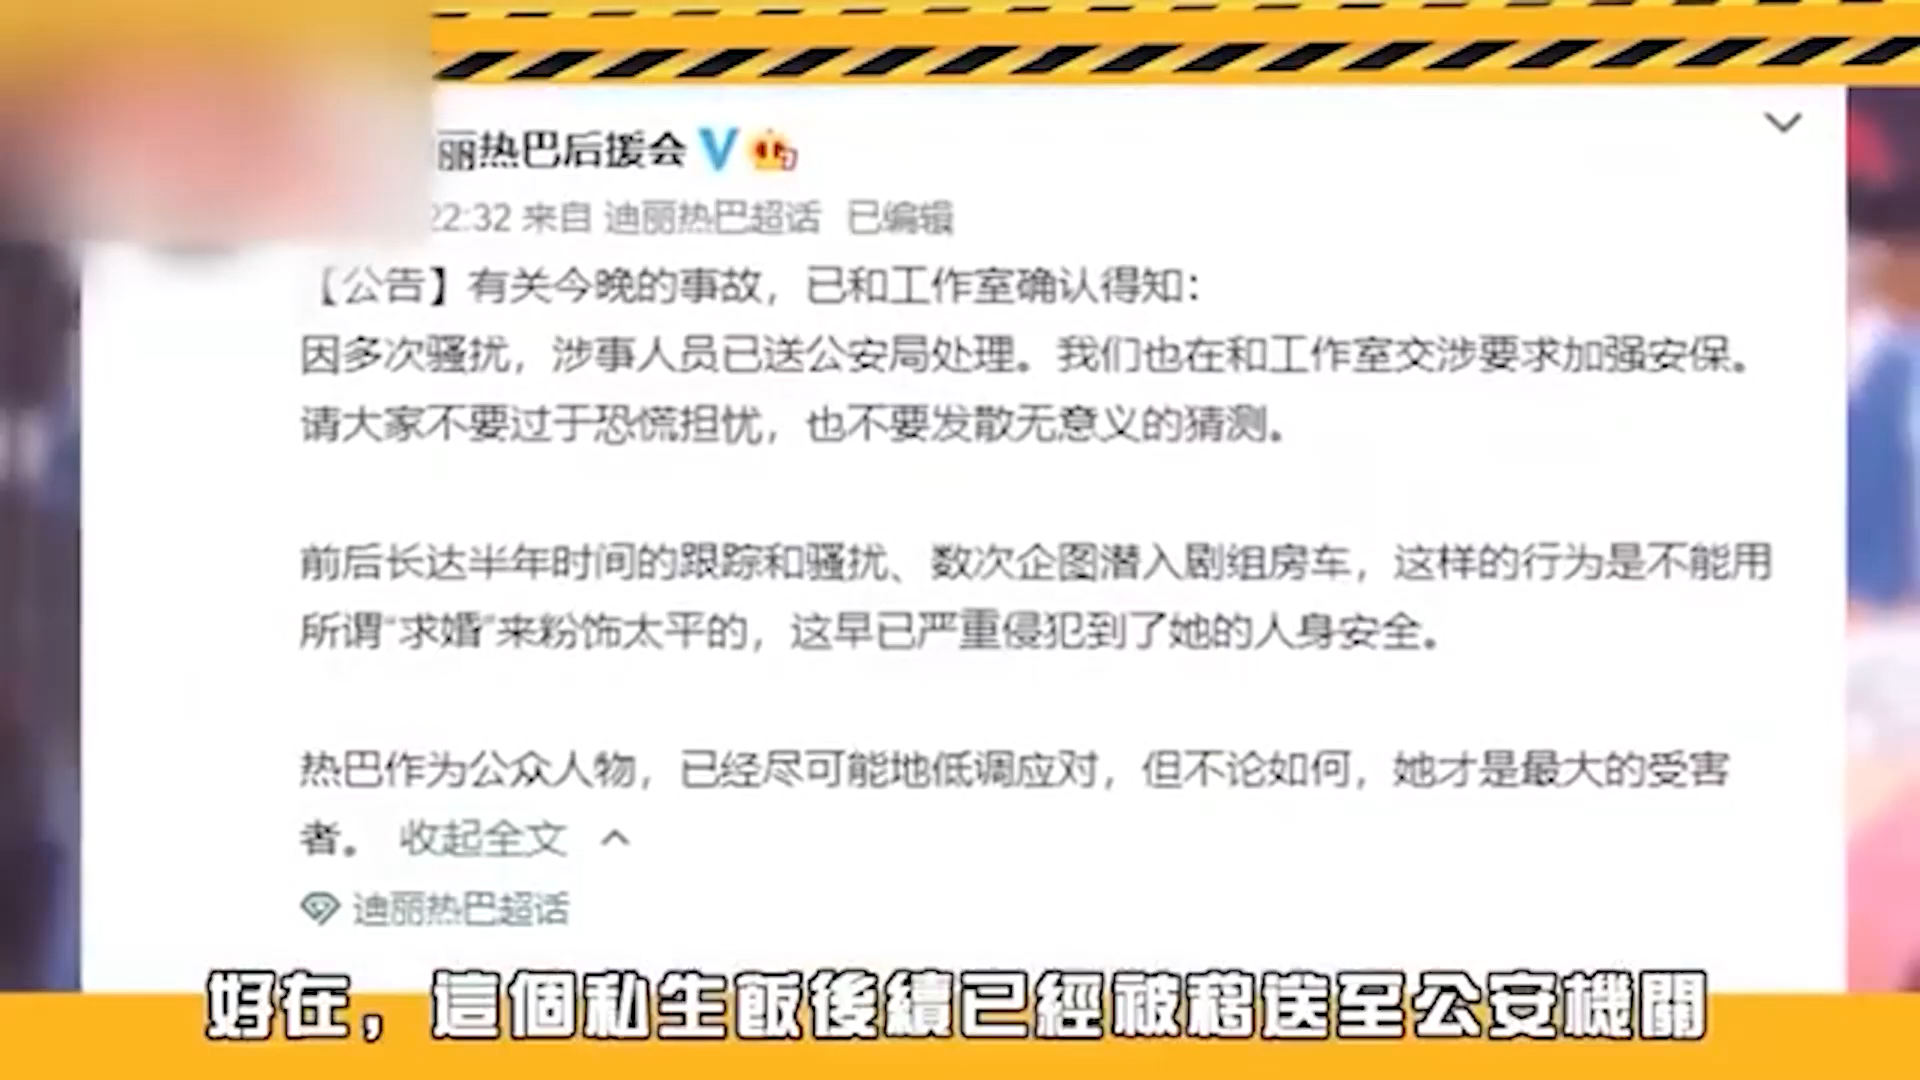 丽热巴后援会
22:32 来自 迪丽热巴超话 已编辑
【公告】有关今晚的事故，已和工作室确认得知：
因多次骚扰，涉事人员已送公安局处理。我们也在和工作室交涉要求加强安保。
请大家不要过于恐慌担忧，也不要发散无意义的猜测。
前后长达半年时间的跟踪和骚扰、数次企图潜入剧组房车，这样的行为是不能用
所谓“求婚”来粉饰太平的，这早已严重侵犯到了她的人身安全。
热巴作为公众人物，已经尽可能地低调应对，但不论如何，她才是最大的受害
者。 收起全文
迪丽热巴超话
好在，這個私生飯後續已經被移送至公安機關